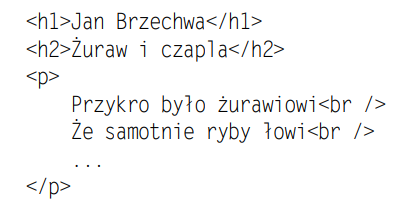 <h1>Jan Brzechwa</h1>
<h2>Żuraw i czapla</h2>
<p>
    Przykro było żurawiowi<br />
    Że samotnie ryby łowi<br />
    ...
</p>